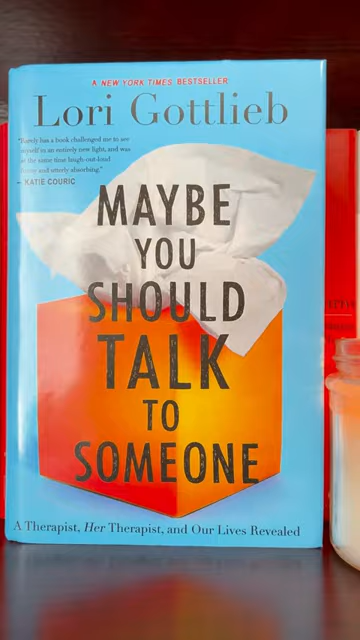 A NEW YORK TIMES BESTSELLER
Lori Gottlieb
"Rarely has a book challenged me to see
myself in an entirely new light, and was
at the same time laugh-out-loud
funny and utterly absorbing."
— KATIE COURIC
MAYBE
YOU
SHOULD
TALK
TO
SOMEONE
A Therapist, Her Therapist, and Our Lives Revealed